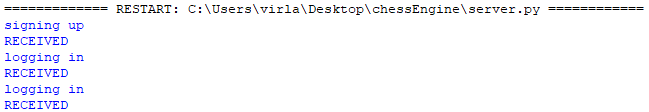 ============= RESTART: C:\Users\virla\Desktop\chessEngine\server.py ============
signing up
RECEIVED
logging in
RECEIVED
logging in
RECEIVED